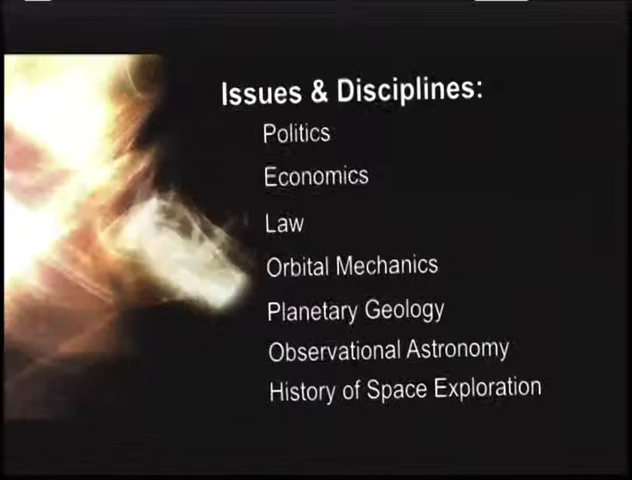 Issues & Disciplines:
Politics
Economics
Law
Orbital Mechanics
Planetary Geology
Observational Astronomy
History of Space Exploration